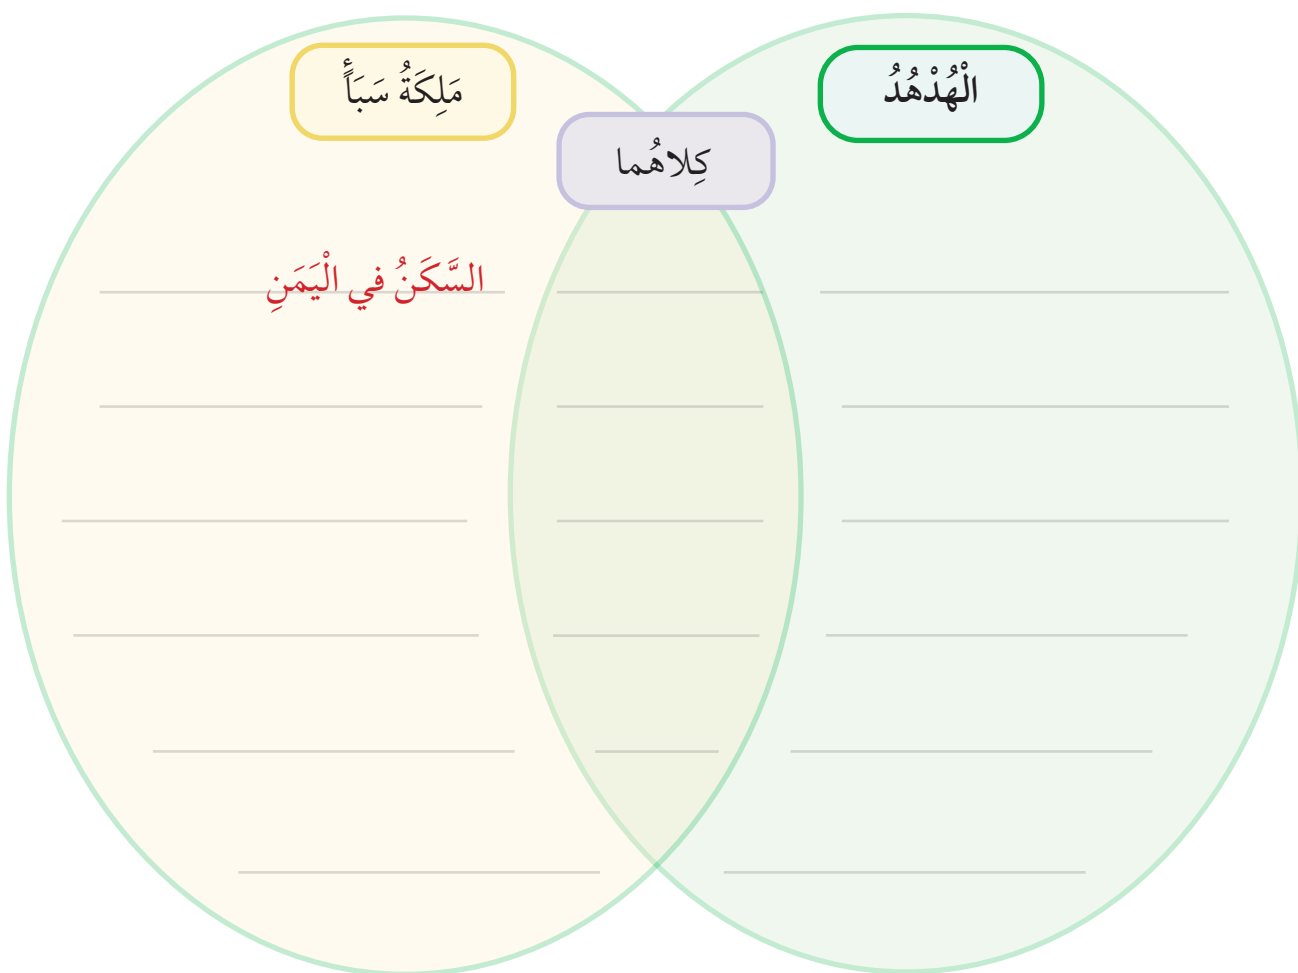 الْهُدْهُدُ
مَلِكَةُ سَبَأٍ
كِلاهُما
السَّكَنُ في الْيَمَنِ